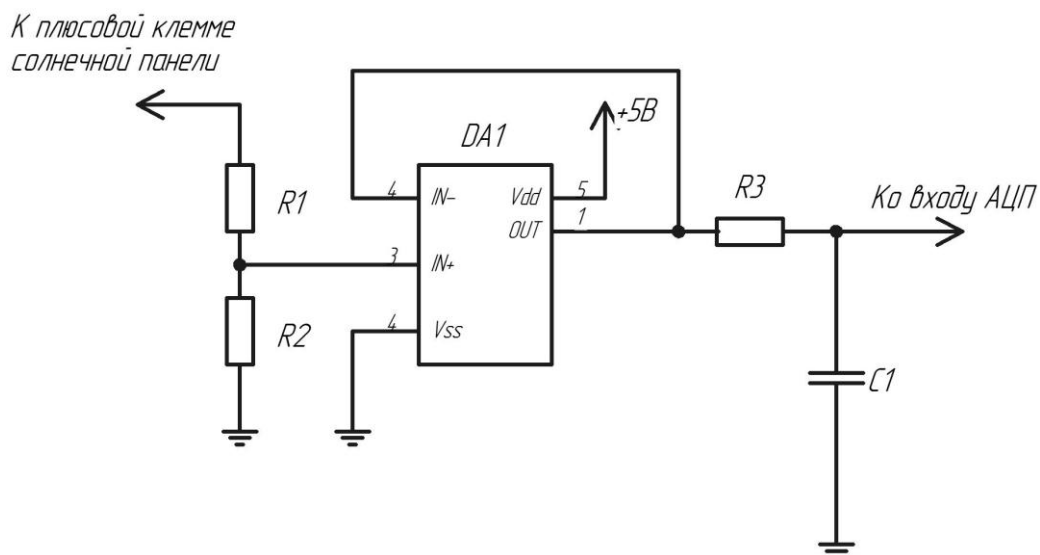 К плюсовой клемме
солнечной панели
+5В
DA1
R1
4 IN- Vdd 5
OUT 1
R3
Ко входу АЦП
3 IN+
R2
4 Vss
C1